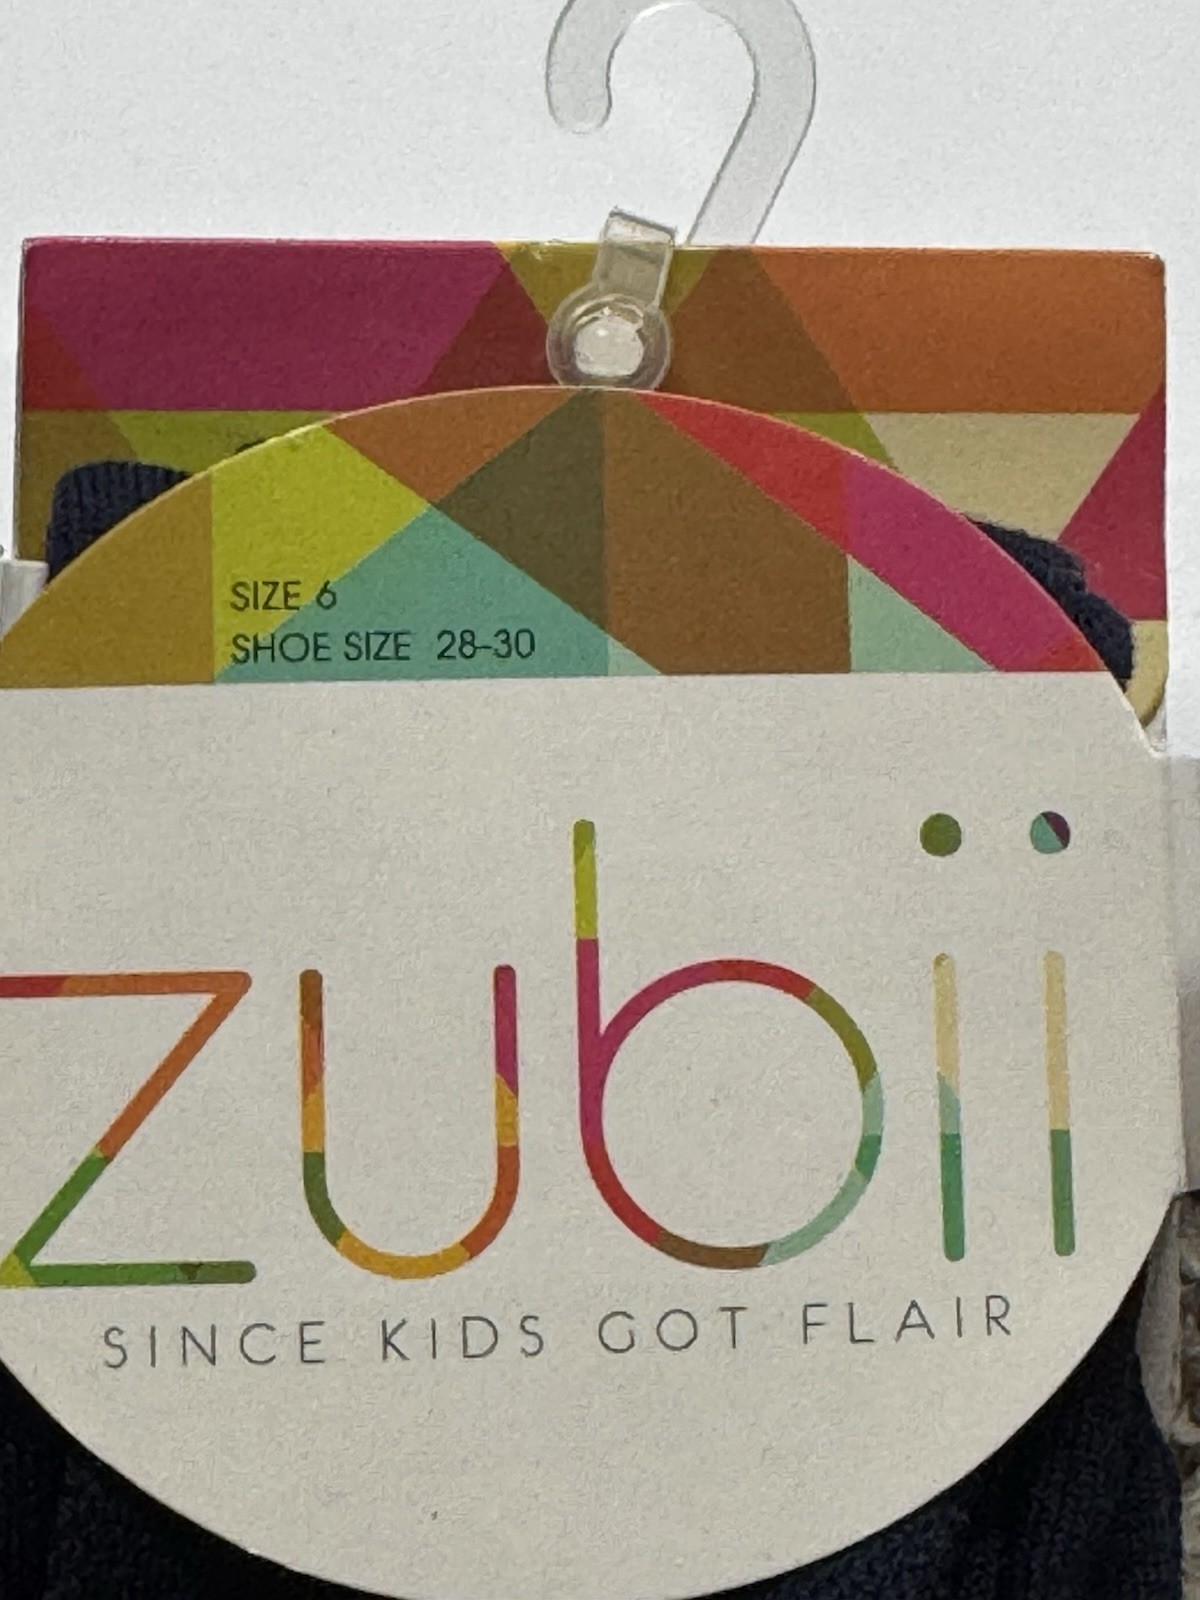 SIZE 6
SHOE SIZE 28-30
zubii
SINCE KIDS GOT FLAIR